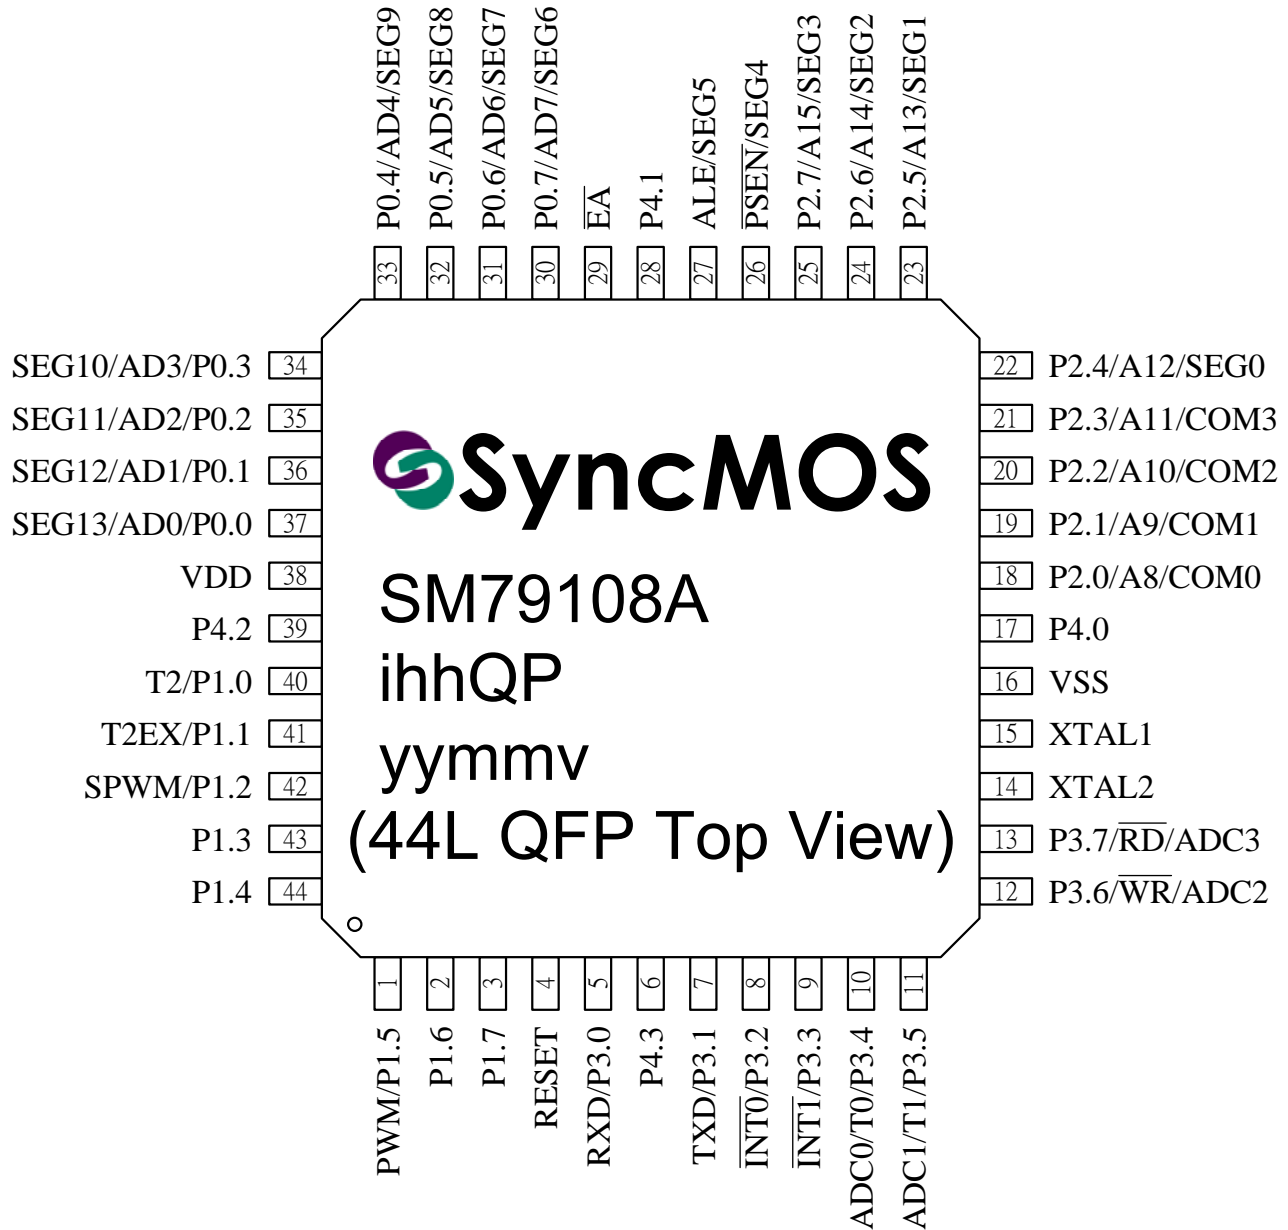 P0.4/AD4/SEG9
P0.5/AD5/SEG8
P0.6/AD6/SEG7
P0.7/AD7/SEG6
EA
P4.1
ALE/SEG5
PSEN/SEG4
P2.7/A15/SEG3
P2.6/A14/SEG2
P2.5/A13/SEG1
33
32
31
30
29
28
27
26
25
24
23
SEG10/AD3/P0.3 34
SEG11/AD2/P0.2 35
SEG12/AD1/P0.1 36
SEG13/AD0/P0.0 37
VDD 38
P4.2 39
T2/P1.0 40
T2EX/P1.1 41
SPWM/P1.2 42
P1.3 43
P1.4 44
SyncMOS
SM79108A
ihhQP
yymmv
(44L QFP Top View)
22 P2.4/A12/SEG0
21 P2.3/A11/COM3
20 P2.2/A10/COM2
19 P2.1/A9/COM1
18 P2.0/A8/COM0
17 P4.0
16 VSS
15 XTAL1
14 XTAL2
13 P3.7/RD/ADC3
12 P3.6/WR/ADC2
1
2
3
4
5
6
7
8
9
10
11
PWM/P1.5
P1.6
P1.7
RESET
RXD/P3.0
P4.3
TXD/P3.1
INT0/P3.2
INT1/P3.3
ADC0/T0/P3.4
ADC1/T1/P3.5